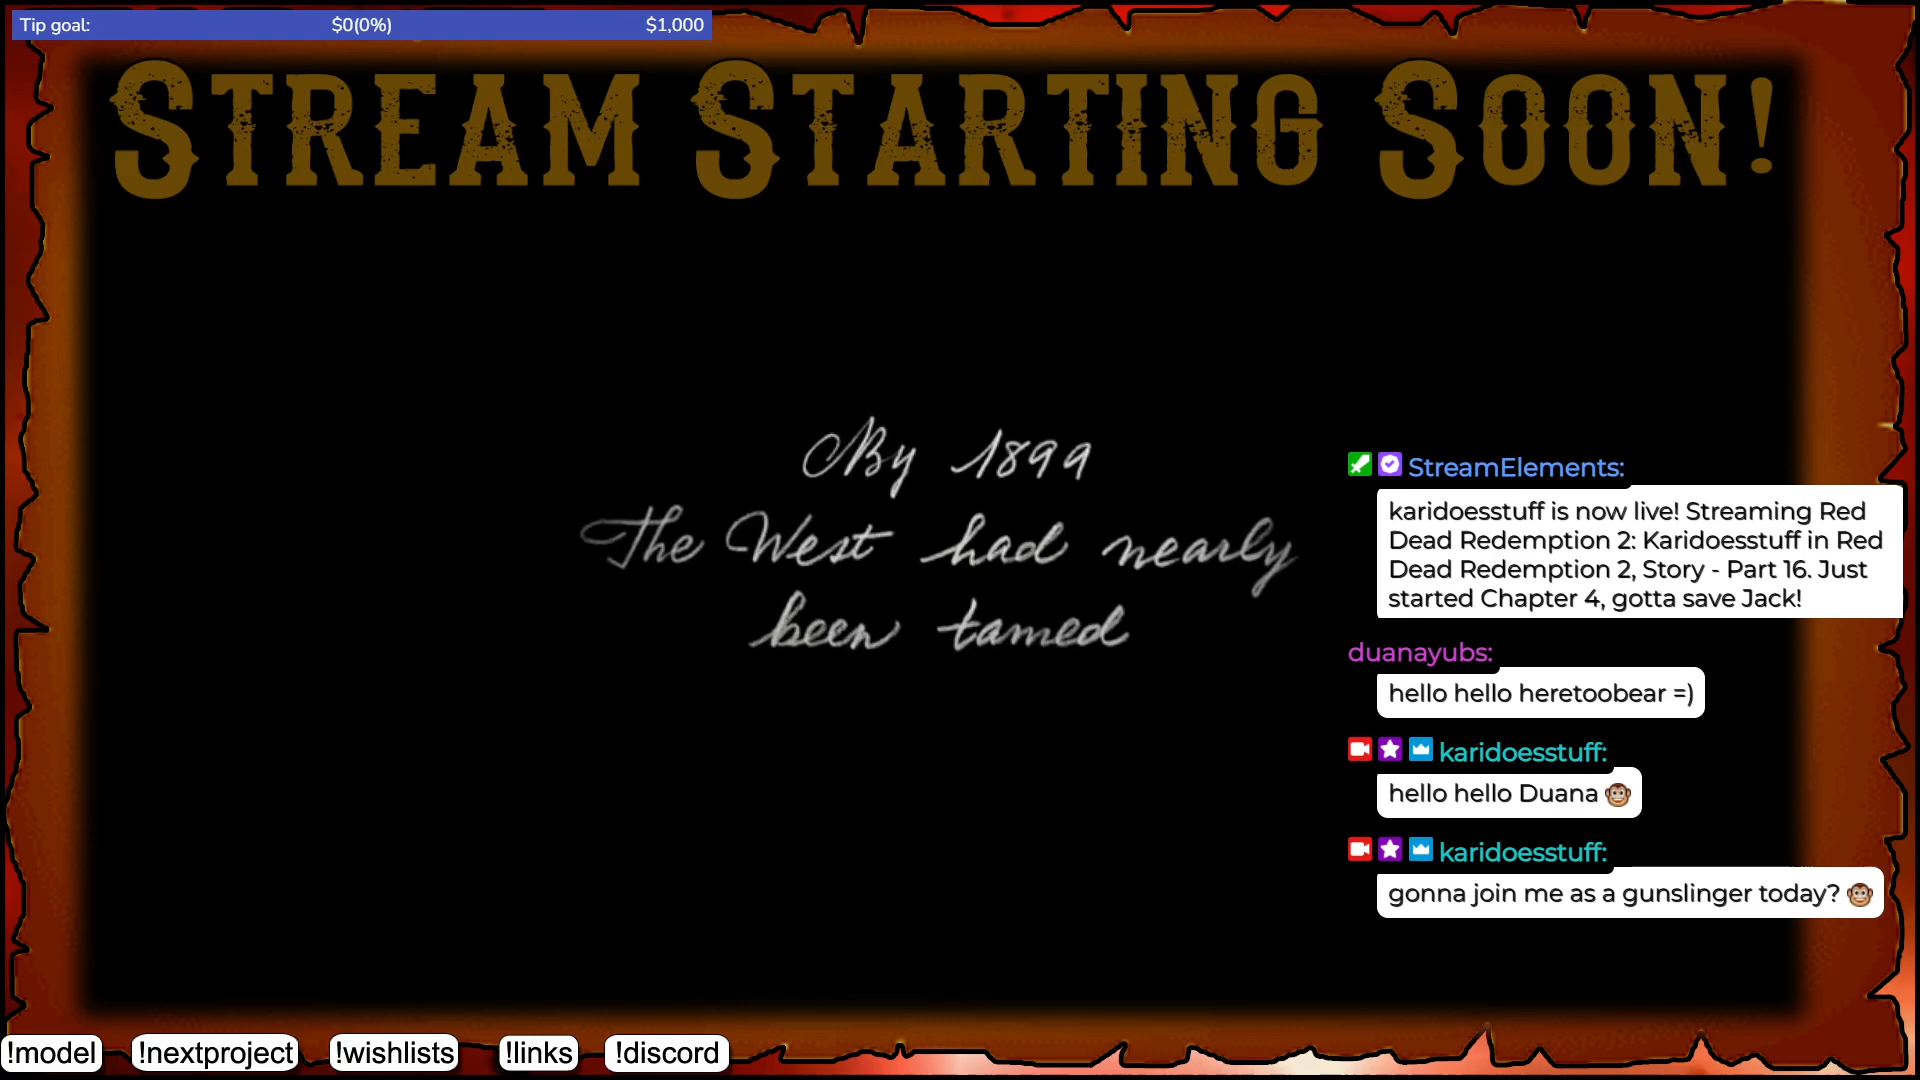 Tip goal: $0(0%) $1,000
STREAM STARTING SOON!
By 1899
The West had nearly
been tamed
StreamElements:
karidoesstuff is now live! Streaming Red
Dead Redemption 2: Karidoesstuff in Red
Dead Redemption 2, Story - Part 16. Just
started Chapter 4, gotta save Jack!
duanayubs:
hello hello heretoobear =)
karidoesstuff:
hello hello Duana 🐵
karidoesstuff:
gonna join me as a gunslinger today? 🐵
!model !nextproject !wishlists !links !discord